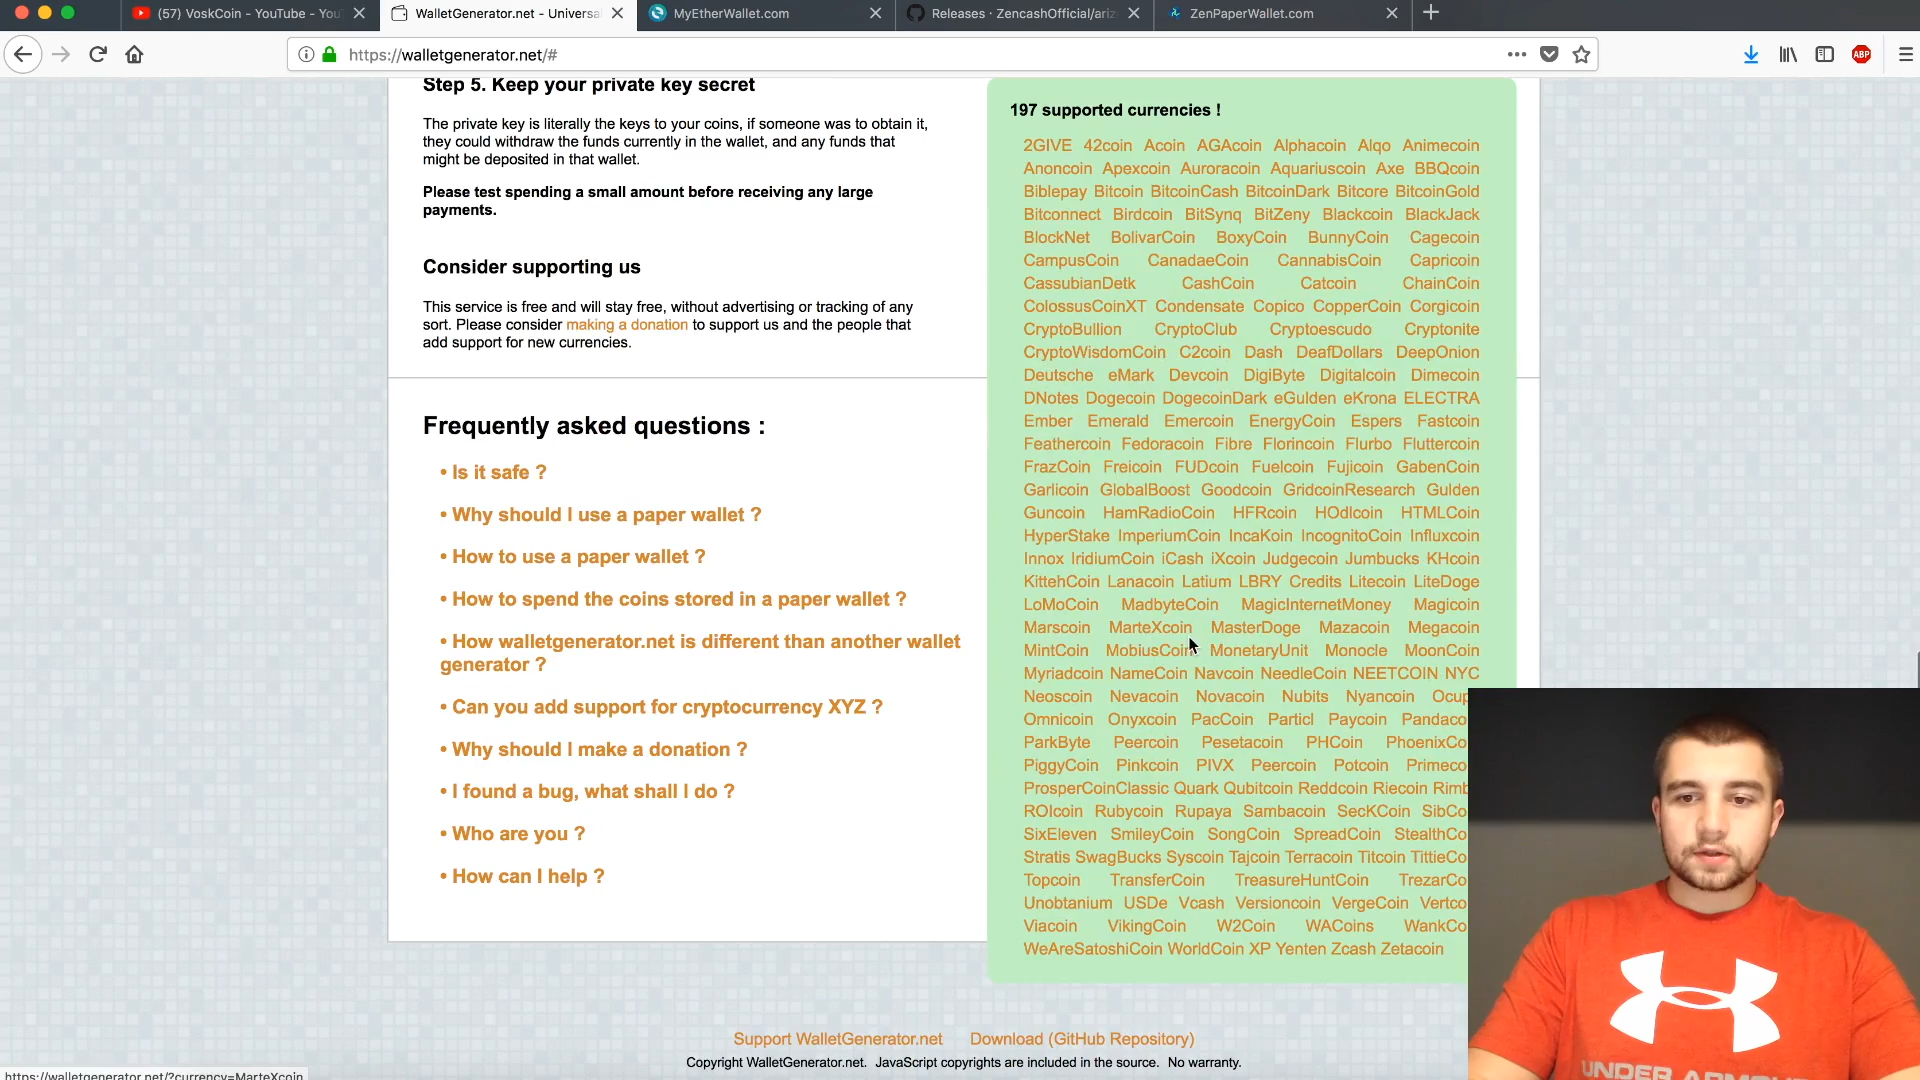 (57) VoskCoin - YouTube - You
WalletGenerator.net - Universa
MyEtherWallet.com
Releases · ZencashOfficial/ariz
ZenPaperWallet.com
https://walletgenerator.net/#
ABP
Step 5. Keep your private key secret
The private key is literally the keys to your coins, if someone was to obtain it,
they could withdraw the funds currently in the wallet, and any funds that
might be deposited in that wallet.
Please test spending a small amount before receiving any large
payments.
Consider supporting us
This service is free and will stay free, without advertising or tracking of any
sort. Please consider making a donation to support us and the people that
add support for new currencies.
Frequently asked questions :
• Is it safe ?
• Why should I use a paper wallet ?
• How to use a paper wallet ?
• How to spend the coins stored in a paper wallet ?
• How walletgenerator.net is different than another wallet
generator ?
• Can you add support for cryptocurrency XYZ ?
• Why should I make a donation ?
• I found a bug, what shall I do ?
• Who are you ?
• How can I help ?
197 supported currencies !
2GIVE 42coin Acoin AGAcoin Alphacoin Alqo Animecoin
Anoncoin Apexcoin Auroracoin Aquariuscoin Axe BBQcoin
Biblepay Bitcoin BitcoinCash BitcoinDark Bitcore BitcoinGold
Bitconnect Birdcoin BitSynq BitZeny Blackcoin BlackJack
BlockNet BolivarCoin BoxyCoin BunnyCoin Cagecoin
CampusCoin CanadaeCoin CannabisCoin Capricoin
CassubianDetk CashCoin Catcoin ChainCoin
ColossusCoinXT Condensate Copico CopperCoin Corgicoin
CryptoBullion CryptoClub Cryptoescudo Cryptonite
CryptoWisdomCoin C2coin Dash DeafDollars DeepOnion
Deutsche eMark Devcoin DigiByte Digitalcoin Dimecoin
DNotes Dogecoin DogecoinDark eGulden eKrona ELECTRA
Ember Emerald Emercoin EnergyCoin Espers Fastcoin
Feathercoin Fedoracoin Fibre Florincoin Flurbo Fluttercoin
FrazCoin Freicoin FUDcoin Fuelcoin Fujicoin GabenCoin
Garlicoin GlobalBoost Goodcoin GridcoinResearch Gulden
Guncoin HamRadioCoin HFRcoin HOdlcoin HTMLCoin
HyperStake ImperiumCoin IncaKoin IncognitoCoin Influxcoin
Innox IridiumCoin iCash iXcoin Judgecoin Jumbucks KHcoin
KittehCoin Lanacoin Latium LBRY Credits Litecoin LiteDoge
LoMoCoin MadbyteCoin MagicInternetMoney Magicoin
Marscoin MarteXcoin MasterDoge Mazacoin Megacoin
MintCoin MobiusCoin MonetaryUnit Monocle MoonCoin
Myriadcoin NameCoin Navcoin NeedleCoin NEETCOIN NYC
Neoscoin Nevacoin Novacoin Nubits Nyancoin Ocup
Omnicoin Onyxcoin PacCoin Particl Paycoin Pandaco
ParkByte Peercoin Pesetacoin PHCoin PhoenixCo
PiggyCoin Pinkcoin PIVX Peercoin Potcoin Primeco
ProsperCoinClassic Quark Qubitcoin Reddcoin Riecoin Rimb
ROIcoin Rubycoin Rupaya Sambacoin SecKCoin SibCo
SixEleven SmileyCoin SongCoin SpreadCoin StealthCo
Stratis SwagBucks Syscoin Tajcoin Terracoin Titcoin TittieCo
Topcoin TransferCoin TreasureHuntCoin TrezarCo
Unobtanium USDe Vcash Versioncoin VergeCoin Vertco
Viacoin VikingCoin W2Coin WACoins WankCo
WeAreSatoshiCoin WorldCoin XP Yenten Zcash Zetacoin
Support WalletGenerator.net Download (GitHub Repository)
Copyright WalletGenerator.net. JavaScript copyrights are included in the source. No warranty.
https://walletgenerator.net/?currency=MarteXcoin
UNDER ARMOUR